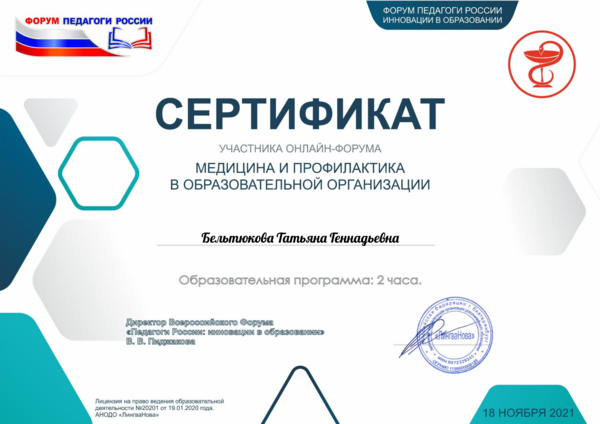 ФОРУМ ПЕДАГОГИ РОССИИ
ФОРУМ ПЕДАГОГИ РОССИИ
ИННОВАЦИИ В ОБРАЗОВАНИИ
СЕРТИФИКАТ
УЧАСТНИКА ОНЛАЙН-ФОРУМА
МЕДИЦИНА И ПРОФИЛАКТИКА
В ОБРАЗОВАТЕЛЬНОЙ ОРГАНИЗАЦИИ
Бельтюкова Татьяна Геннадьевна
Образовательная программа: 2 часа.
Директор Всероссийского Форума
«Педагоги России: инновации в образовании»
В. В. Пиджакова
«ЛингваНова»
Лицензия на право ведения образовательной
деятельности №20201 от 19.01.2020 года.
АНОДО «ЛингваНова»
18 НОЯБРЯ 2021